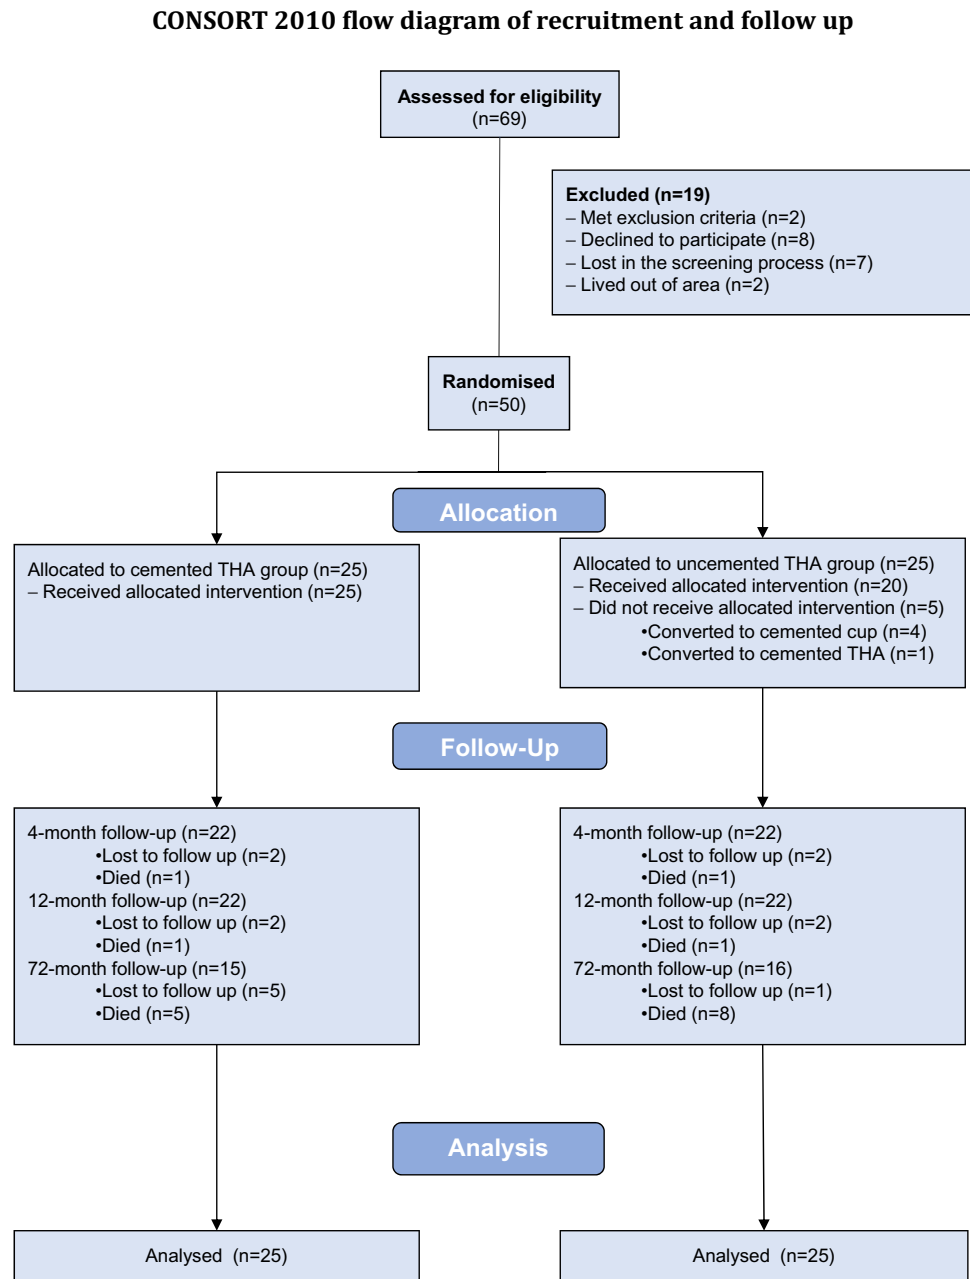 CONSORT 2010 flow diagram of recruitment and follow up
Assessed for eligibility
(n=69)
Excluded (n=19)
– Met exclusion criteria (n=2)
– Declined to participate (n=8)
– Lost in the screening process (n=7)
– Lived out of area (n=2)
Randomised
(n=50)
Allocation
Allocated to cemented THA group (n=25)
– Received allocated intervention (n=25)
Allocated to uncemented THA group (n=25)
– Received allocated intervention (n=20)
– Did not receive allocated intervention (n=5)
•Converted to cemented cup (n=4)
•Converted to cemented THA (n=1)
Follow-Up
4-month follow-up (n=22)
•Lost to follow up (n=2)
•Died (n=1)
12-month follow-up (n=22)
•Lost to follow up (n=2)
•Died (n=1)
72-month follow-up (n=15)
•Lost to follow up (n=5)
•Died (n=5)
4-month follow-up (n=22)
•Lost to follow up (n=2)
•Died (n=1)
12-month follow-up (n=22)
•Lost to follow up (n=2)
•Died (n=1)
72-month follow-up (n=16)
•Lost to follow up (n=1)
•Died (n=8)
Analysis
Analysed (n=25)
Analysed (n=25)